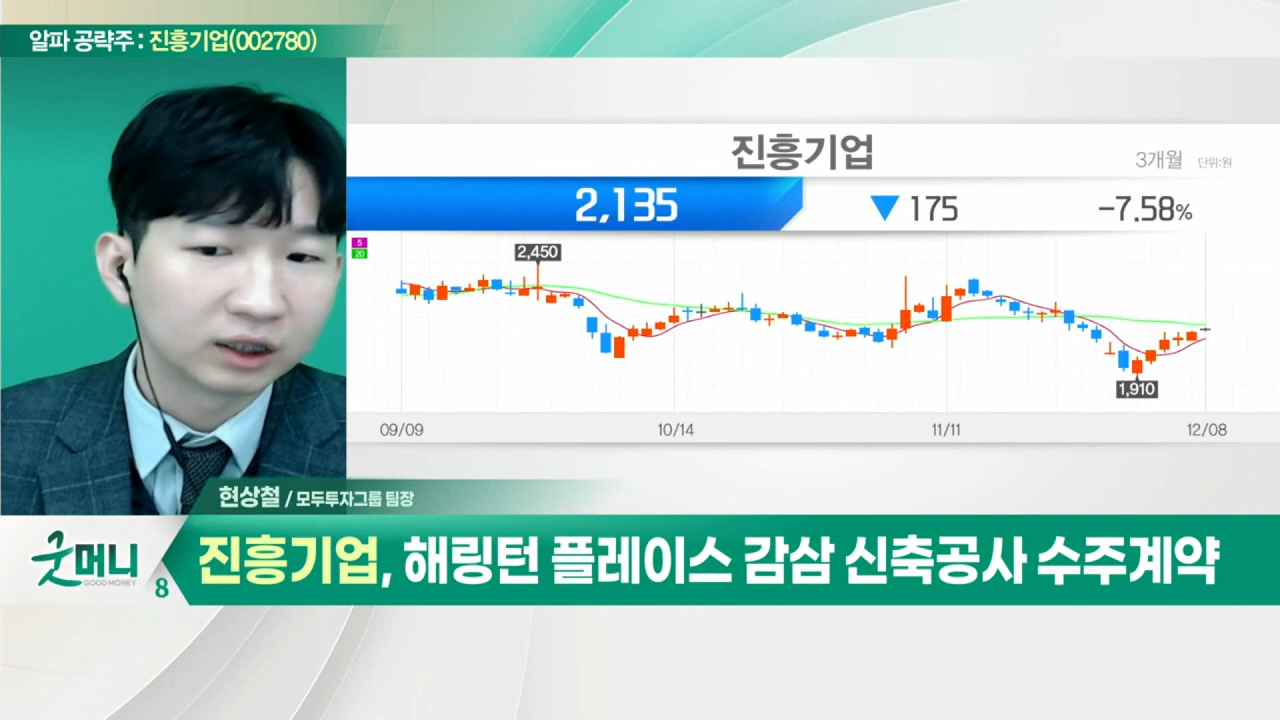 알파 공략주 : 진흥기업(002780)
진흥기업
3개월 단위:원
2,135 ▼ 175 -7.58%
5
20
2,450
1,910
09/09 10/14 11/11 12/08
현상철 / 모두투자그룹 팀장
굿머니
GOOD MONEY
8
진흥기업, 해링턴 플레이스 감삼 신축공사 수주계약